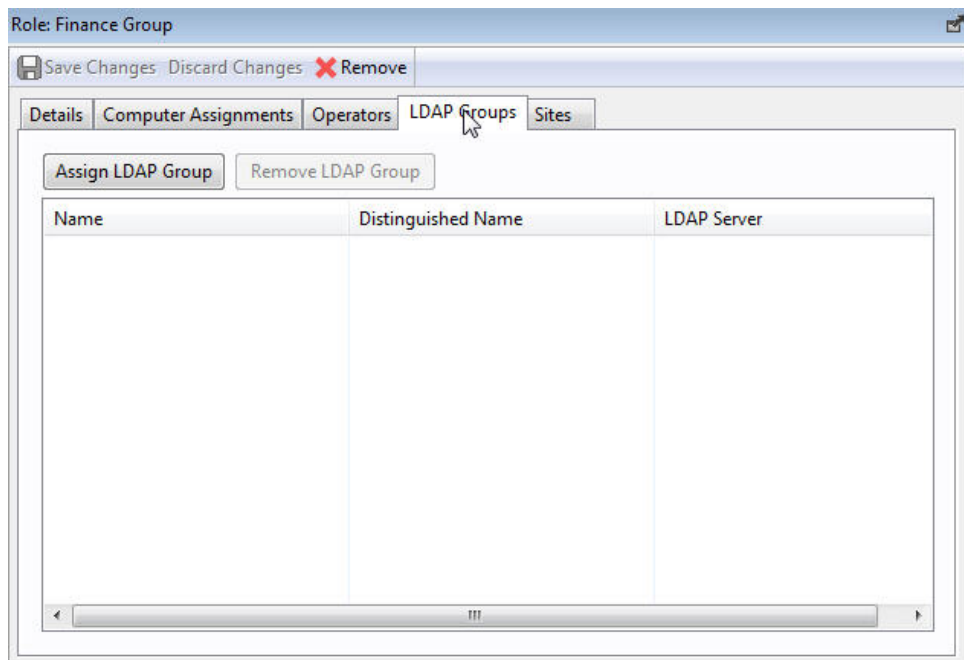 Role: Finance Group
Save Changes Discard Changes Remove
Details Computer Assignments Operators LDAP Groups Sites
Assign LDAP Group Remove LDAP Group
Name Distinguished Name LDAP Server